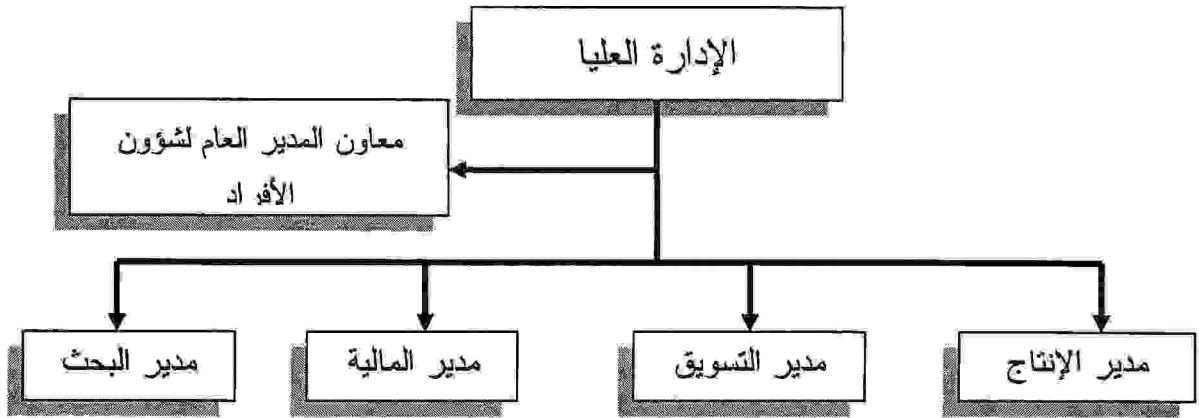 الإدارة العليا
معاون المدير العام لشؤون
الأفراد
مدير الإنتاج
مدير التسويق
مدير المالية
مدير البحث